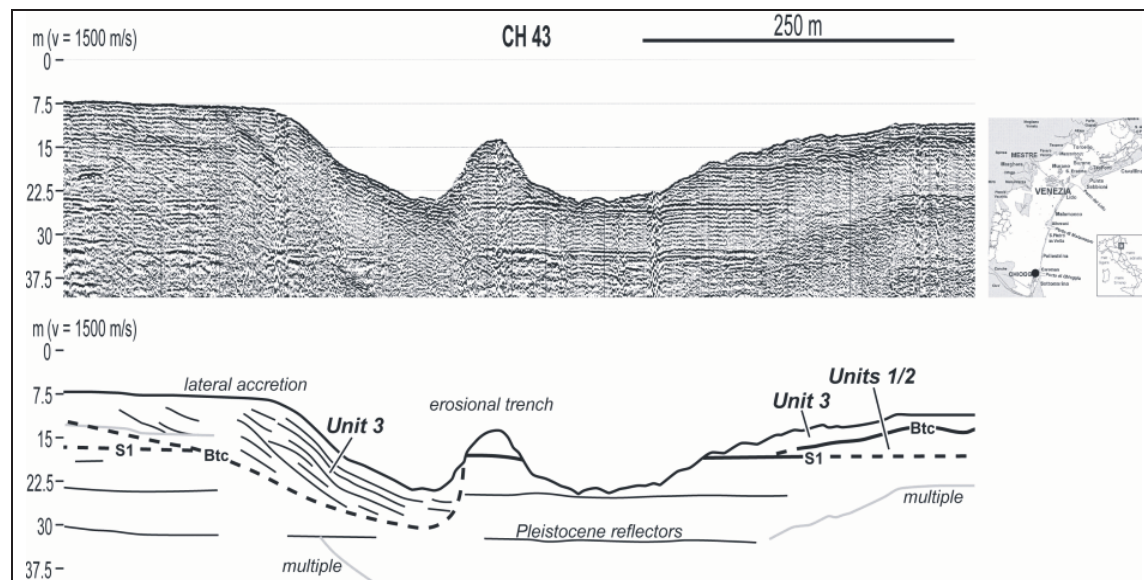 m (v = 1500 m/s)
CH 43
250 m
0
7.5
15
22.5
30
37.5
MESTRE
VENEZIA
m (v = 1500 m/s)
0
7.5
15
22.5
30
37.5
lateral accretion
Unit 3
erosional trench
Units 1/2
Unit 3
Btc
S1
Btc
S1
multiple
Pleistocene reflectors
multiple